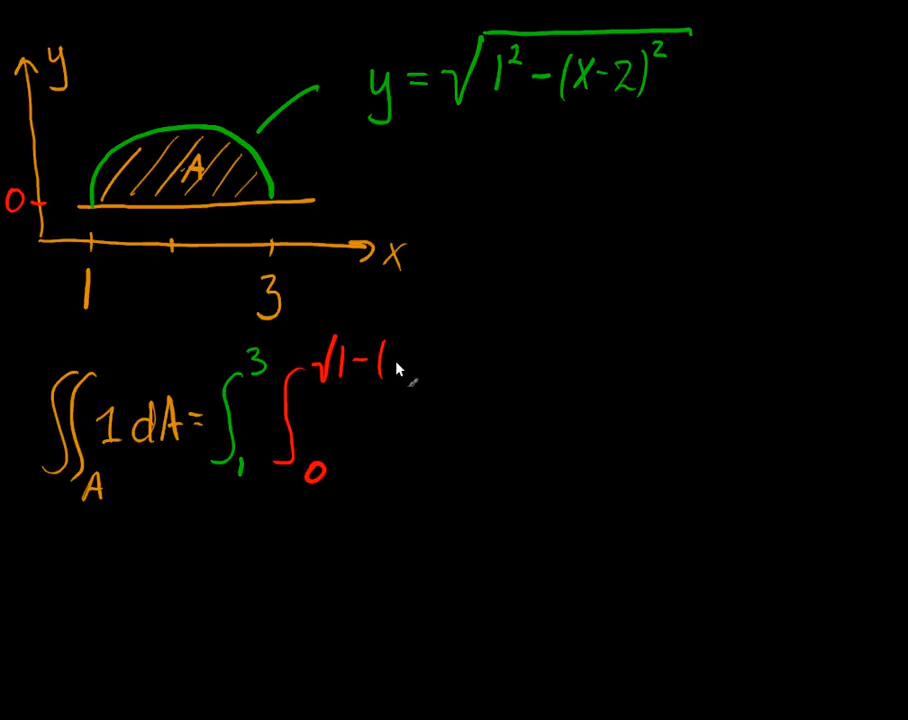 y
y = √(1² - (x-2)²)
A
0
x
1 3
∬_A 1 dA = ∫_1^3 ∫_0^√1-(